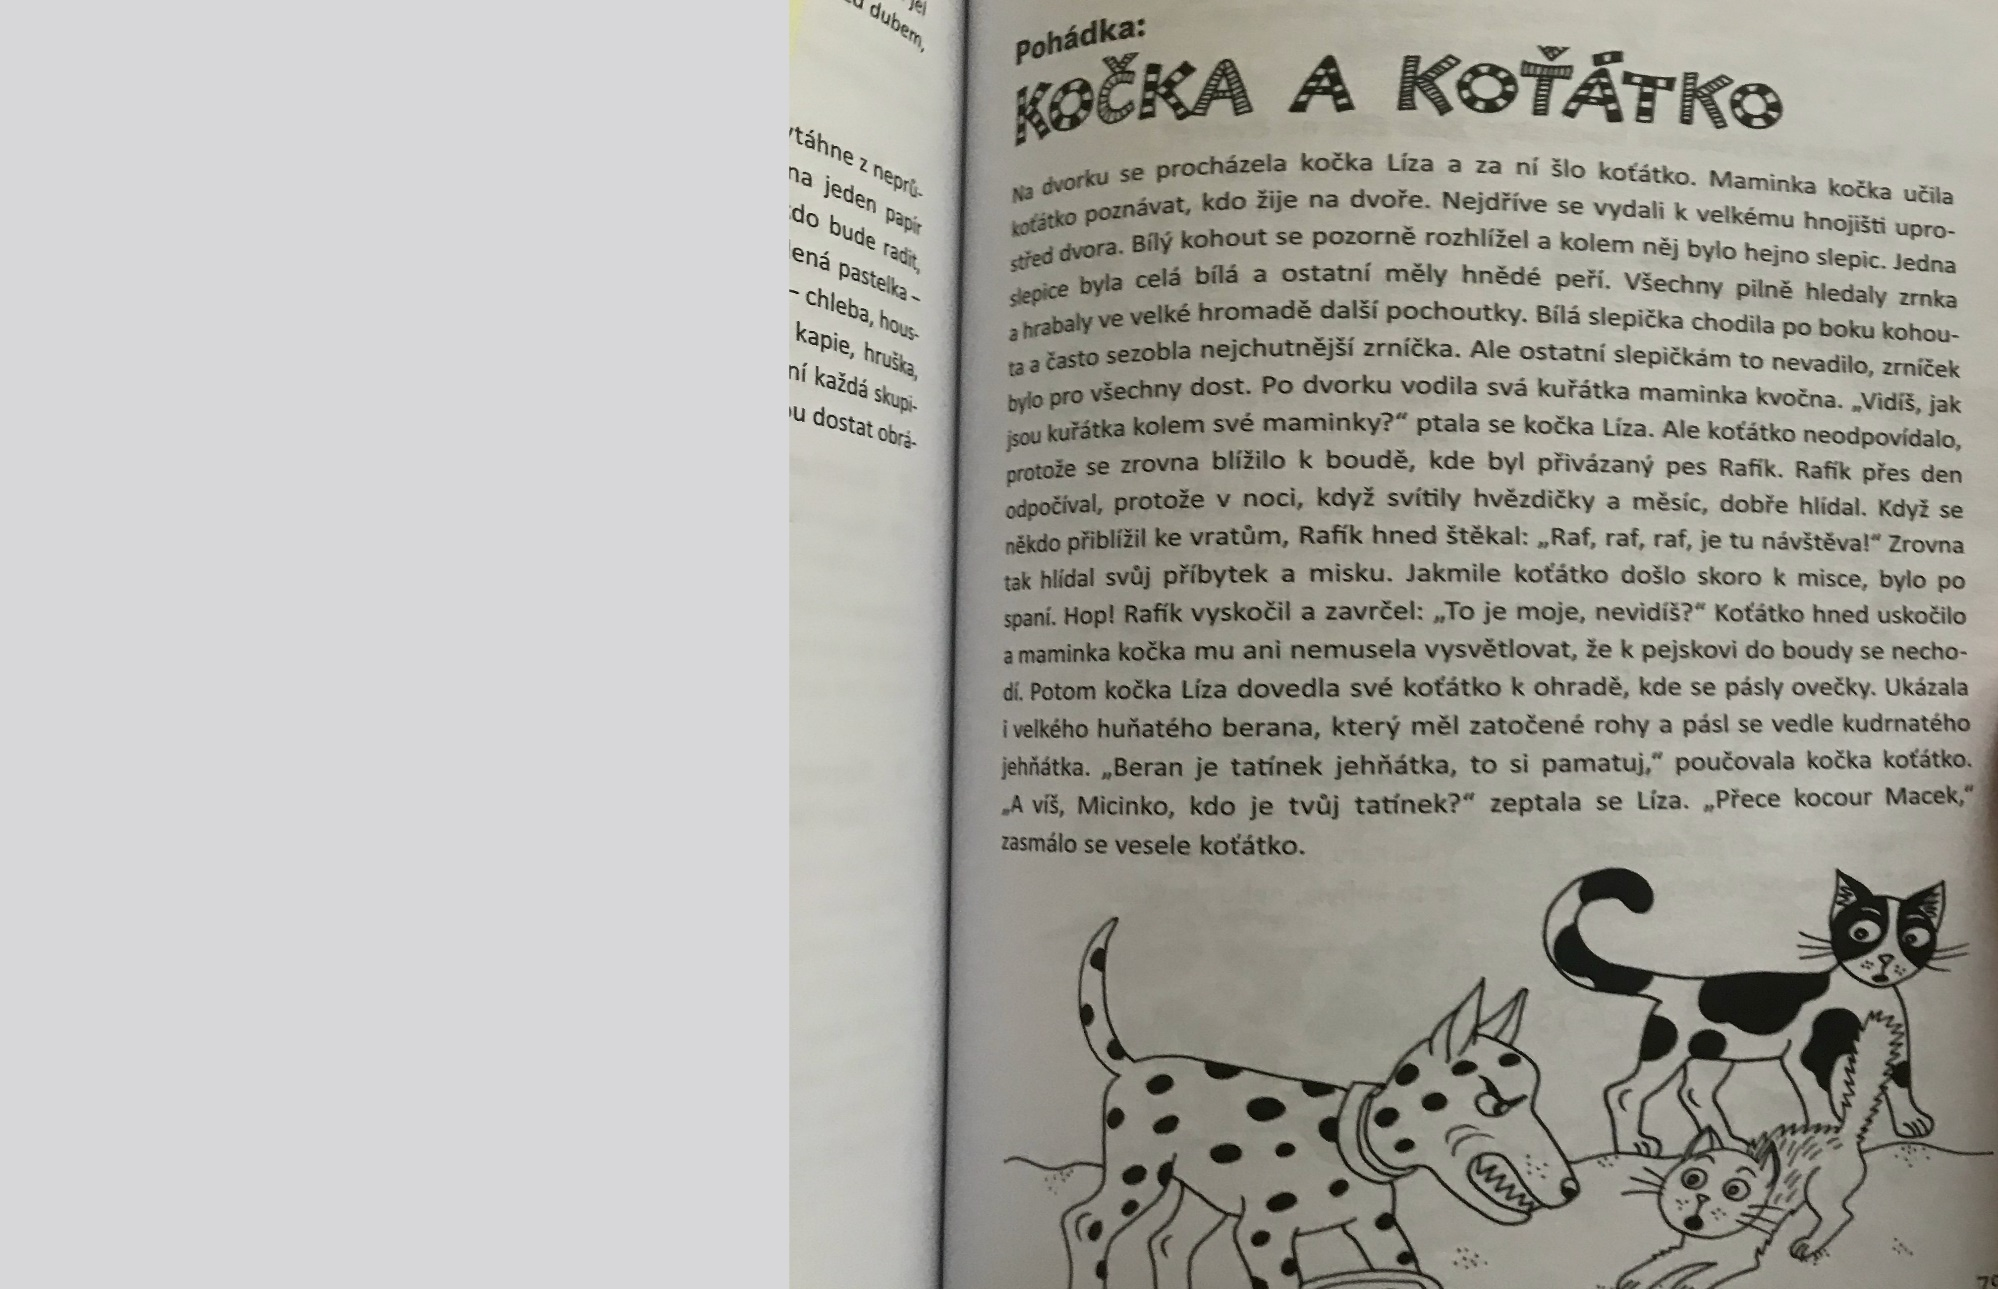 dubem,
na jeden papír
bude radit,
pastelka –
– chleba, hous-
kapie, hruška,
každá skupi-
dostat obrá-
Pohádka:
KOČKA A KOŤÁTKO
Na dvorku se procházela kočka Líza a za ní šlo koťátko. Maminka kočka učila
koťátko poznávat, kdo žije na dvoře. Nejdříve se vydali k velkému hnojišti upro-
střed dvora. Bílý kohout se pozorně rozhlížel a kolem něj bylo hejno slepic. Jedna
slepice byla celá bílá a ostatní měly hnědé peří. Všechny pilně hledaly zrnka
a hrabaly ve velké hromadě další pochoutky. Bílá slepička chodila po boku kohou-
ta a často sezobla nejchutnější zrníčka. Ale ostatní slepičkám to nevadilo, zrníček
bylo pro všechny dost. Po dvorku vodila svá kuřátka maminka kvočna. „Vidíš, jak
jsou kuřátka kolem své maminky?“ ptala se kočka Líza. Ale koťátko neodpovídalo,
protože se zrovna blížilo k boudě, kde byl přivázaný pes Rafík. Rafík přes den
odpočíval, protože v noci, když svítily hvězdičky a měsíc, dobře hlídal. Když se
někdo přiblížil ke vratům, Rafík hned štěkal: „Raf, raf, raf, je tu návštěva!“ Zrovna
tak hlídal svůj příbytek a misku. Jakmile koťátko došlo skoro k misce, bylo po
spaní. Hop! Rafík vyskočil a zavrčel: „To je moje, nevidíš?“ Koťátko hned uskočilo
a maminka kočka mu ani nemusela vysvětlovat, že k pejskovi do boudy se necho-
dí. Potom kočka Líza dovedla své koťátko k ohradě, kde se pásly ovečky. Ukázala
i velkého huňatého berana, který měl zatočené rohy a pásl se vedle kudrnatého
jehňátka. „Beran je tatínek jehňátka, to si pamatuj,“ poučovala kočka koťátko.
„A víš, Micinko, kdo je tvůj tatínek?“ zeptala se Líza. „Přece kocour Macek,“
zasmálo se vesele koťátko.